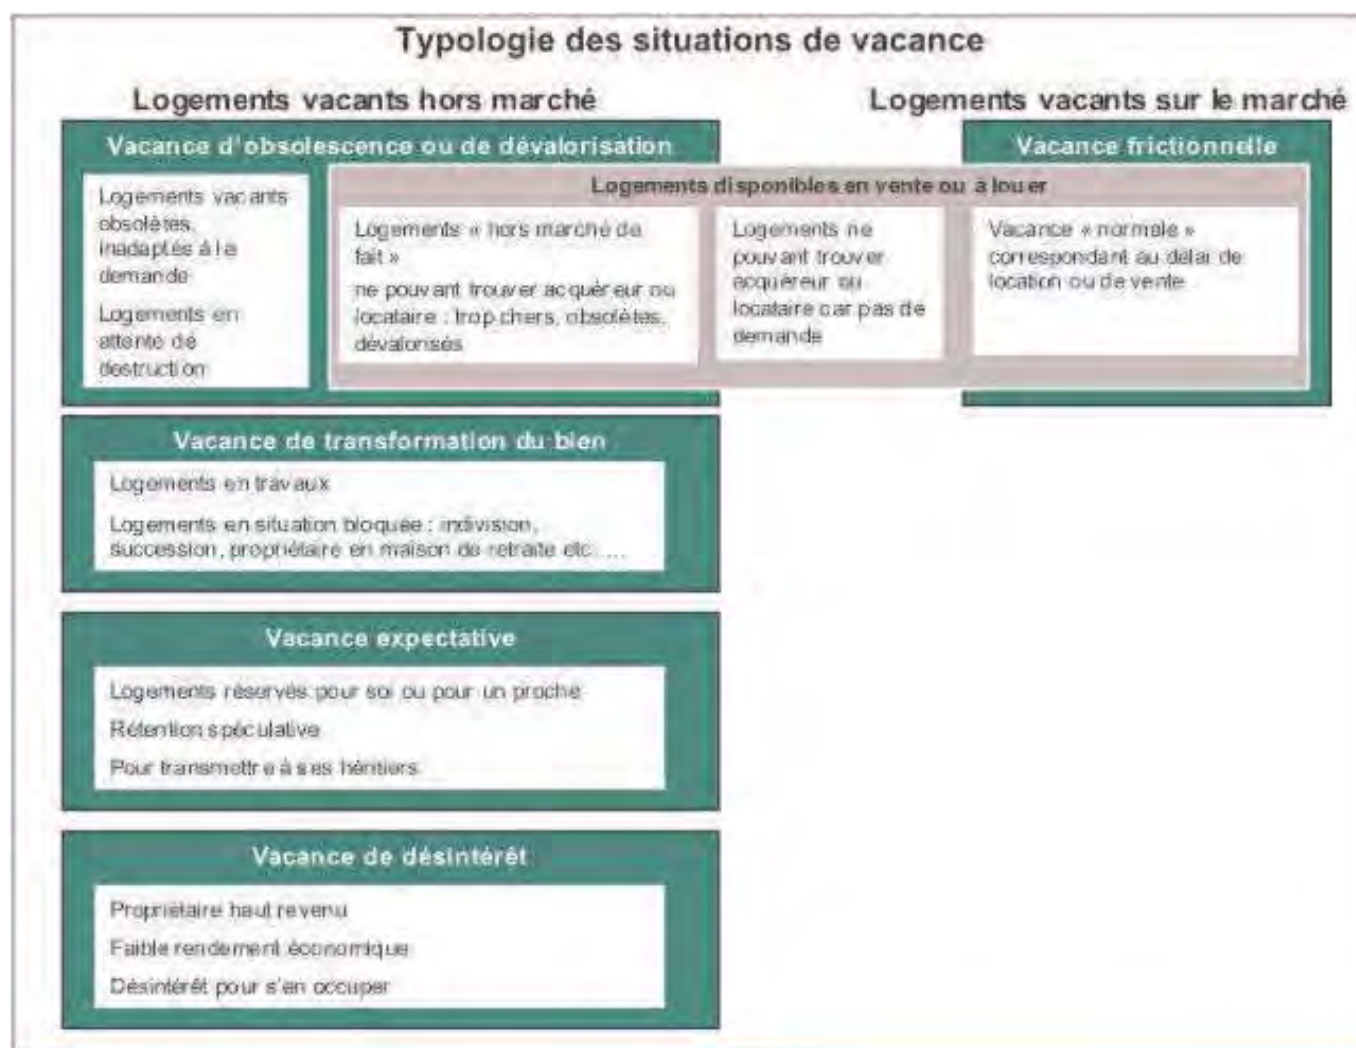 Typologie des situations de vacance
Logements vacants hors marché
Logements vacants sur le marché
Vacance d'obsolescence ou de dévalorisation
Vacance frictionnelle
Logements disponibles en vente ou à louer
Logements vacants
obsolètes,
inadaptés à la
demande
Logements en
attente de
destruction
Logements « hors marché de
fait »
ne pouvant trouver acquéreur ou
locataire : trop chers, obsolètes,
dévalorisés
Logements ne
pouvant trouver
acquéreur ou
locataire car pas de
demande
Vacance « normale »
correspondant au délai de
location ou de vente
Vacance de transformation du bien
Logements en travaux
Logements en situation bloquée : indivision,
succession, propriétaire en maison de retraite etc. ...
Vacance expectative
Logements réservés pour soi ou pour un proche
Rétention spéculative
Pour transmettre à ses héritiers
Vacance de désintérêt
Propriétaire haut revenu
Faible rendement économique
Désintérêt pour s'en occuper